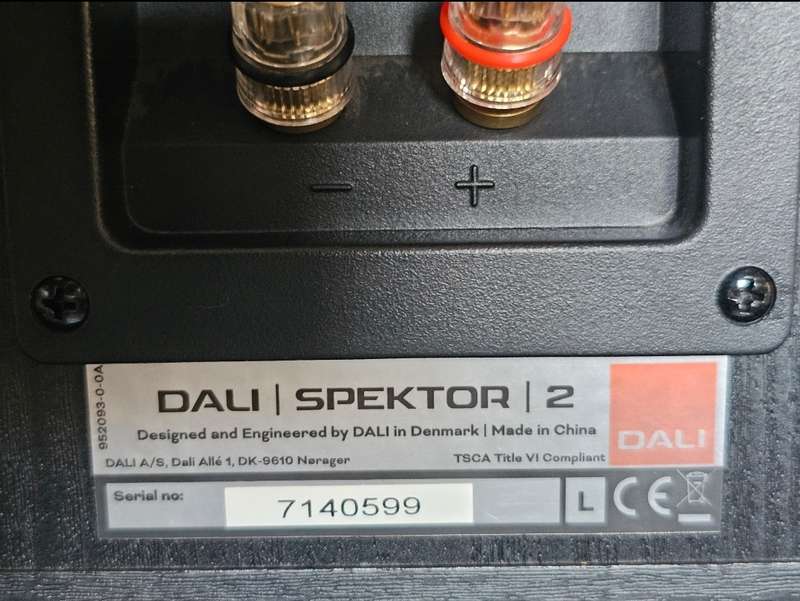 − +
952093-0-0A
DALI | SPEKTOR | 2
Designed and Engineered by DALI in Denmark | Made in China
DALI A/S, Dali Allé 1, DK-9610 Nørager
TSCA Title VI Compliant
DALI
Serial no:
7140599
L CE